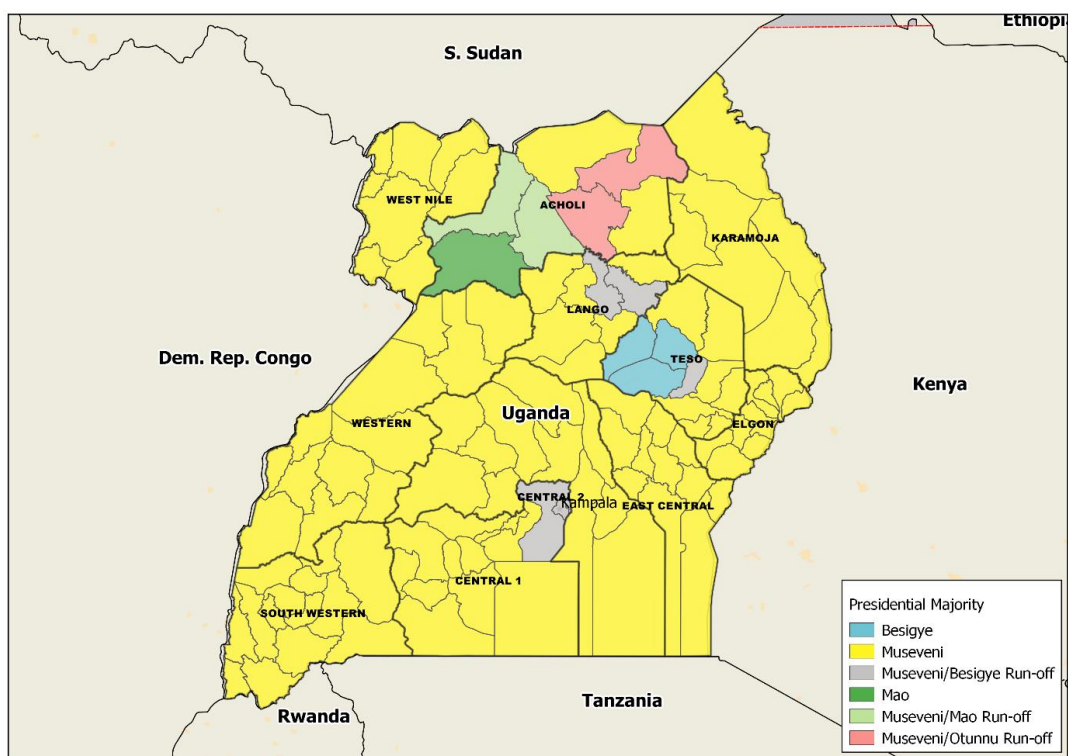 Ethiopi
S. Sudan
WEST NILE
ACHOLI
KARAMOJA
LANGO
Dem. Rep. Congo
TESO
Kenya
Uganda
WESTERN
ELGON
CENTRAL 2
Kampala
EAST CENTRAL
CENTRAL 1
SOUTH WESTERN
Rwanda
Tanzania
Presidential Majority
Besigye
Museveni
Museveni/Besigye Run-off
Mao
Museveni/Mao Run-off
Museveni/Otunnu Run-off